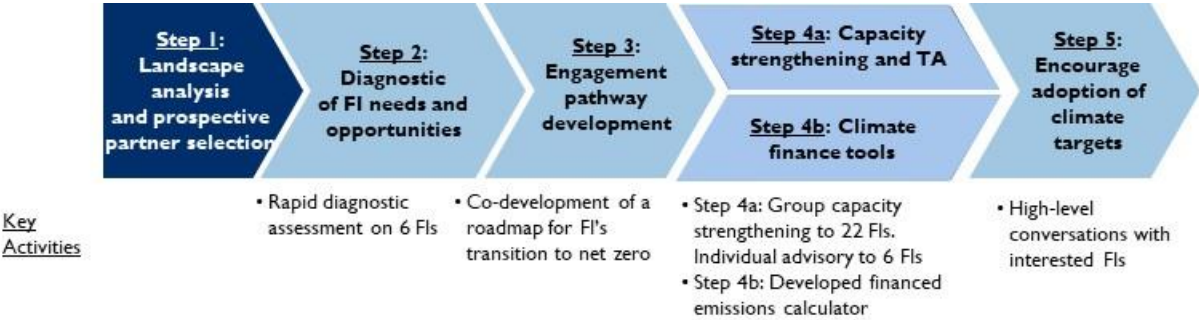 Step 1:
Landscape
analysis
and prospective
partner selection
Step 2:
Diagnostic
of FI needs and
opportunities
Step 3:
Engagement
pathway
development
Step 4a: Capacity
strengthening and TA
Step 4b: Climate
finance tools
Step 5:
Encourage
adoption of
climate
targets
Key
Activities
• Rapid diagnostic
assessment on 6 FIs
• Co-development of a
roadmap for FI's
transition to net zero
• Step 4a: Group capacity
strengthening to 22 FIs.
Individual advisory to 6 FIs
• Step 4b: Developed financed
emissions calculator
• High-level
conversations with
interested FIs